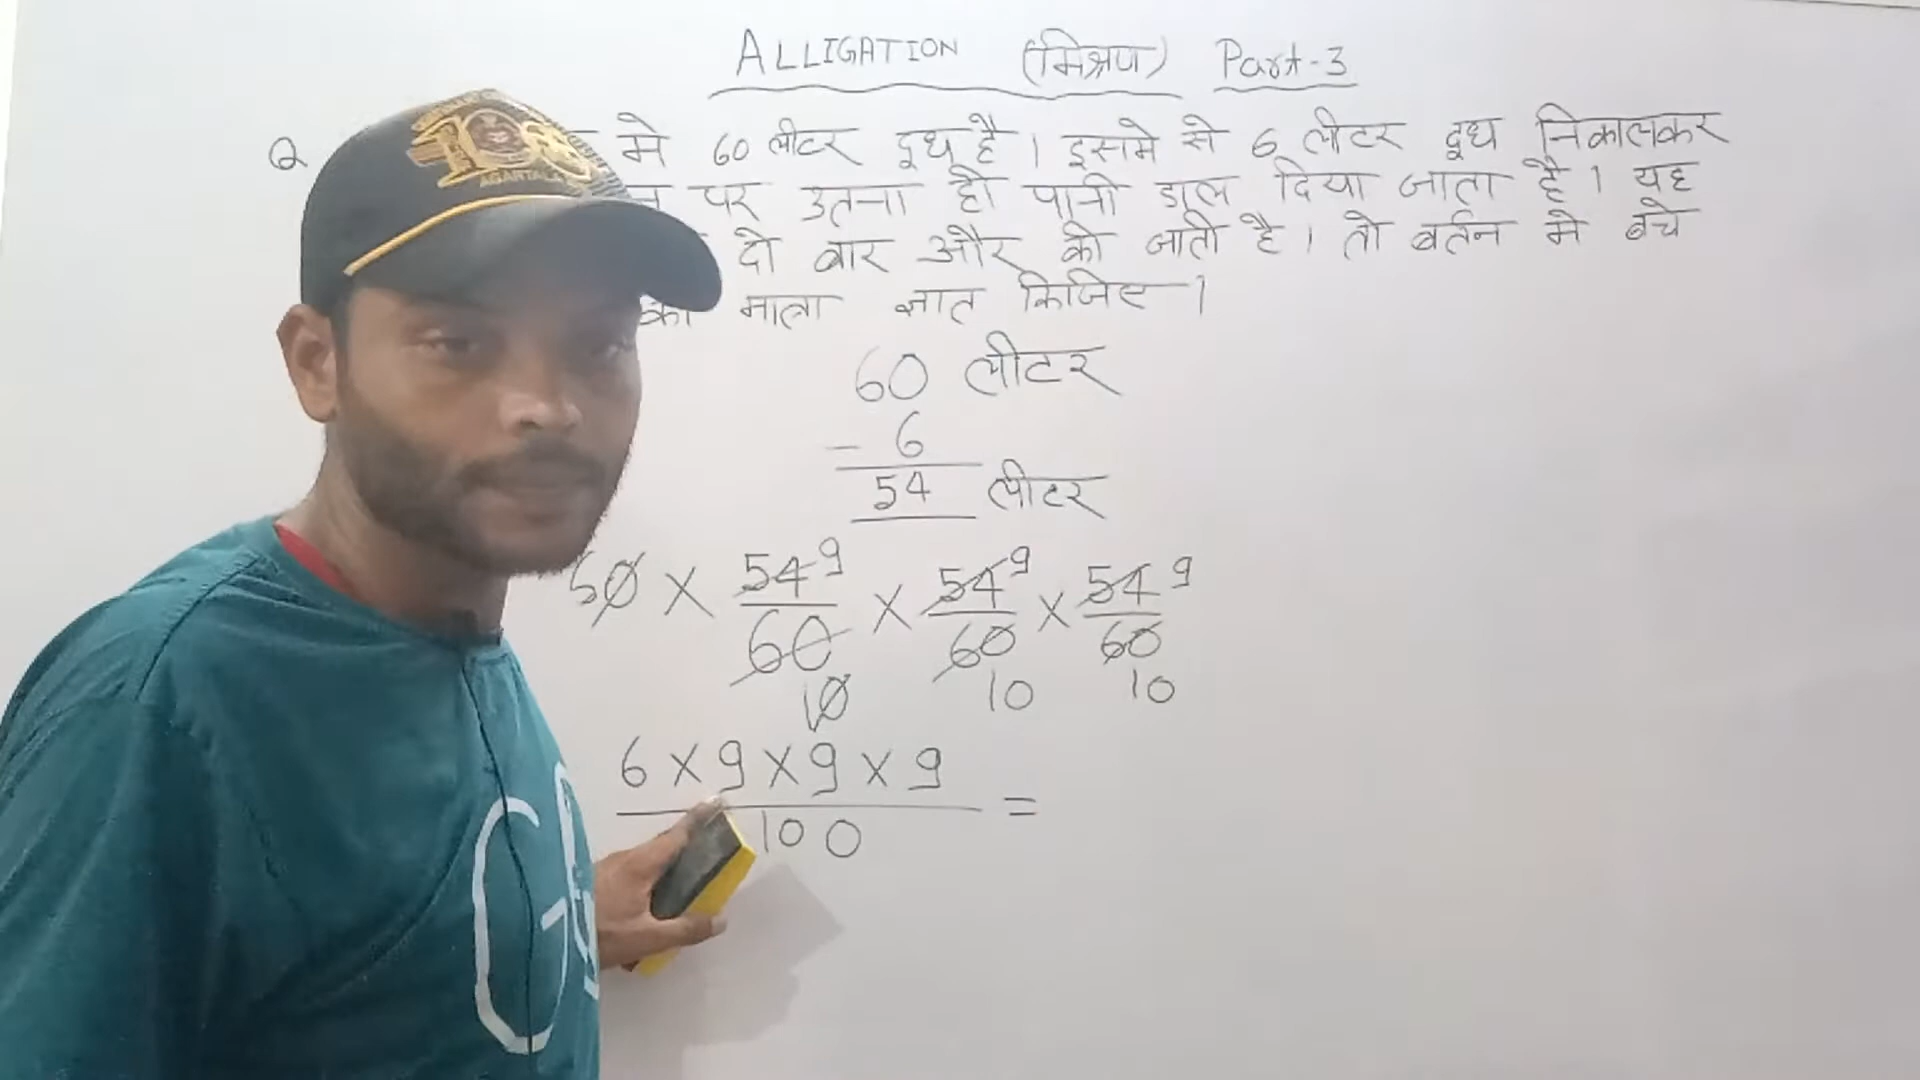 ALLIGATION (मिश्रण) Part-3
Q मे 60 लीटर दूध है। इसमे से 6 लीटर दूध निकालकर
पर उतना ही पानी डाल दिया जाता है। यह
दो बार और की जाती है। तो बर्तन मे बचे
की मात्रा ज्ञात किजिए।
60 लीटर
- 6
54 लीटर
× 54 9 × 54 9 × 54 9
60 60 60
10 10 10
6 × 9 × 9 × 9 =
100
AGARTALA